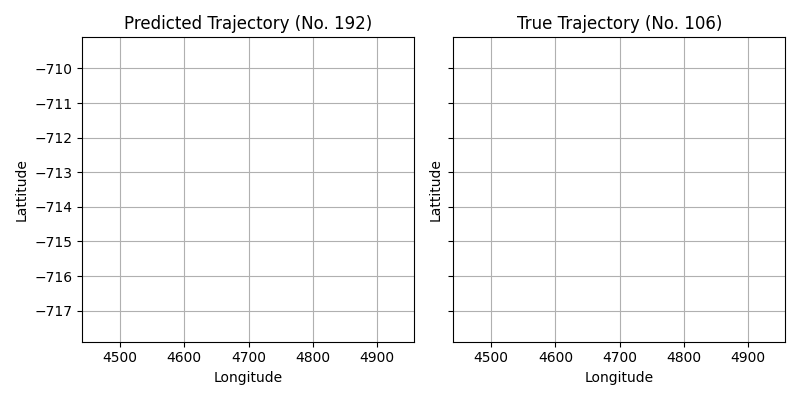 Predicted Trajectory (No. 192)
True Trajectory (No. 106)
Lattitude
−710
−711
−712
−713
−714
−715
−716
−717
4500 4600 4700 4800 4900
Longitude
Lattitude
4500 4600 4700 4800 4900
Longitude